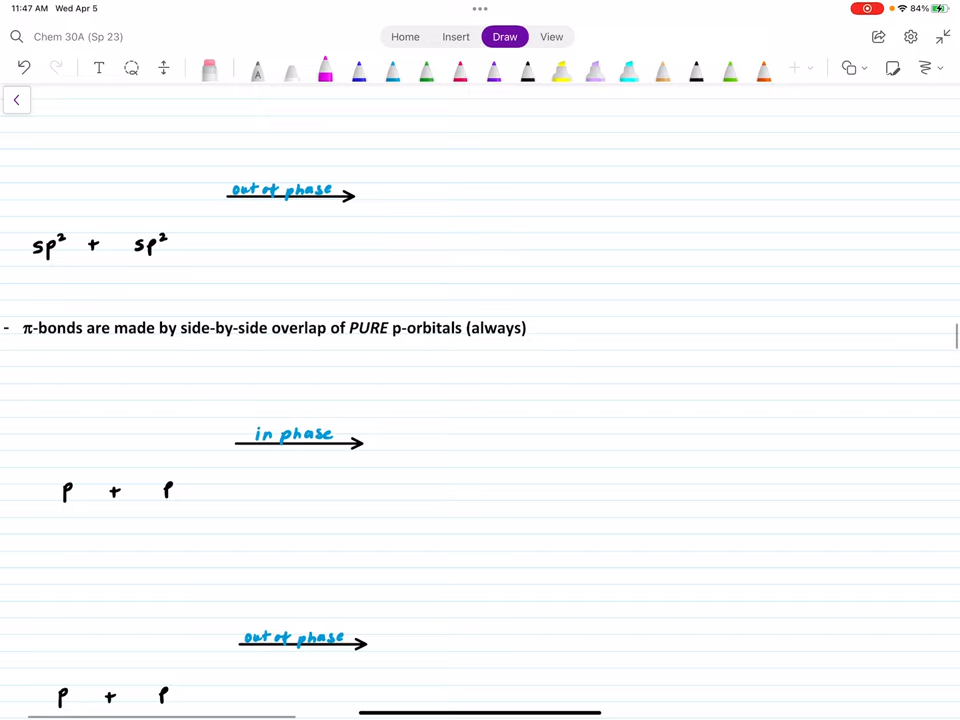 11:47 AM Wed Apr 5
84%
Chem 30A (Sp 23)
Home Insert Draw View
out of phase
sp² + sp²
- π-bonds are made by side-by-side overlap of PURE p-orbitals (always)
in phase
p + p
out of phase
p + p